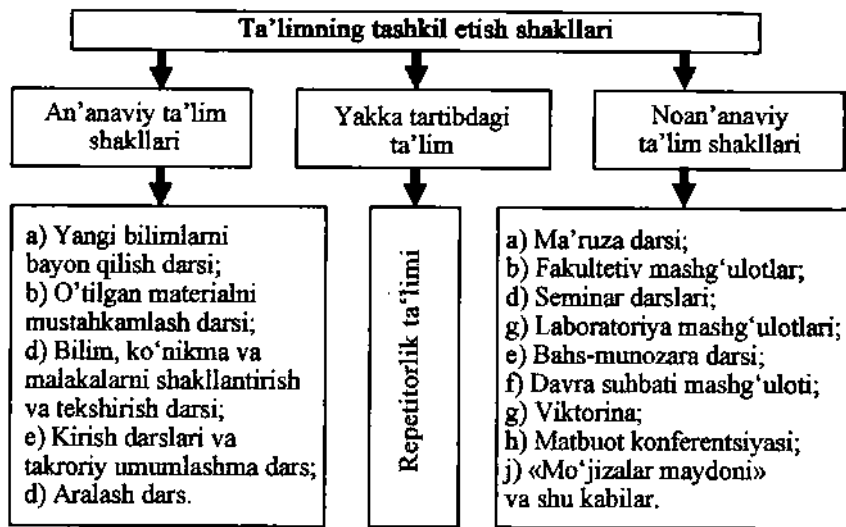 Ta’limning tashkil etish shakllari
An’anaviy ta’lim
shakllari
Yakka tartibdagi
ta’lim
Noan’anaviy
ta’lim shakllari
a) Yangi bilimlarni
bayon qilish darsi;
b) O’tilgan materialni
mustahkamlash darsi;
d) Bilim, ko‘nikma va
malakalarni shakllantirish
va tekshirish darsi;
e) Kirish darslari va
takroriy umumlashma dars;
d) Aralash dars.
Repetitorlik ta‘limi
a) Ma’ruza darsi;
b) Fakultetiv mashg‘ulotlar;
d) Seminar darslari;
g) Laboratoriya mashg‘ulotlari;
e) Bahs-munozara darsi;
f) Davra suhbati mashg‘uloti;
g) Viktorina;
h) Matbuot konferentsiyasi;
j) «Mo‘jizalar maydoni»
va shu kabilar.